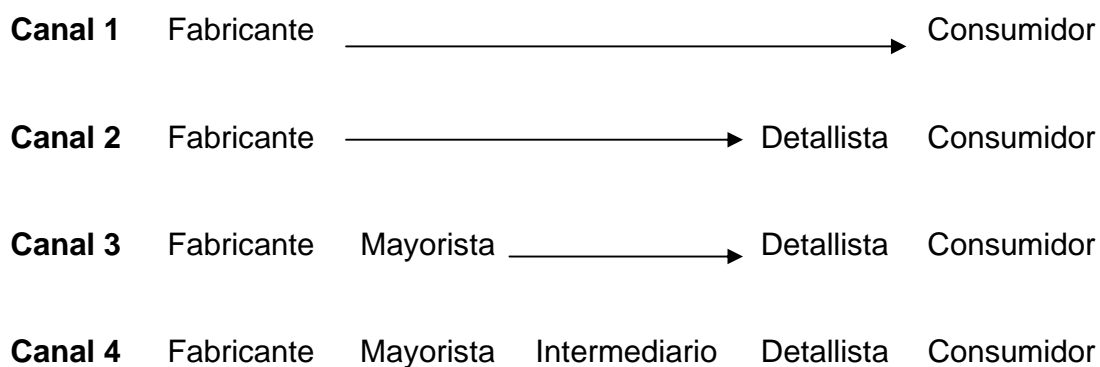 Canal 1 Fabricante Consumidor
Canal 2 Fabricante Detallista Consumidor
Canal 3 Fabricante Mayorista Detallista Consumidor
Canal 4 Fabricante Mayorista Intermediario Detallista Consumidor